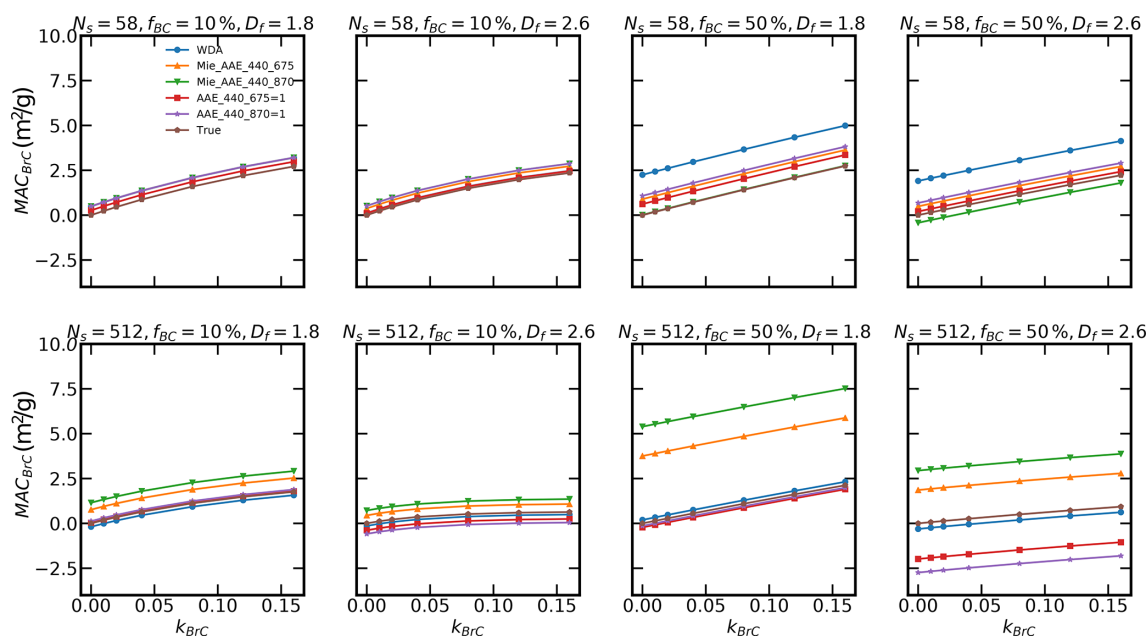 N_s = 58, f_BC = 10 %, D_f = 1.8
N_s = 58, f_BC = 10 %, D_f = 2.6
N_s = 58, f_BC = 50 %, D_f = 1.8
N_s = 58, f_BC = 50 %, D_f = 2.6
10.0
7.5
5.0
2.5
0.0
−2.5
MAC_BrC (m²/g)
WDA
Mie_AAE_440_675
Mie_AAE_440_870
AAE_440_675=1
AAE_440_870=1
True
N_s = 512, f_BC = 10 %, D_f = 1.8
N_s = 512, f_BC = 10 %, D_f = 2.6
N_s = 512, f_BC = 50 %, D_f = 1.8
N_s = 512, f_BC = 50 %, D_f = 2.6
10.0
7.5
5.0
2.5
0.0
−2.5
MAC_BrC (m²/g)
0.00 0.05 0.10 0.15
0.00 0.05 0.10 0.15
0.00 0.05 0.10 0.15
0.00 0.05 0.10 0.15
k_BrC
k_BrC
k_BrC
k_BrC